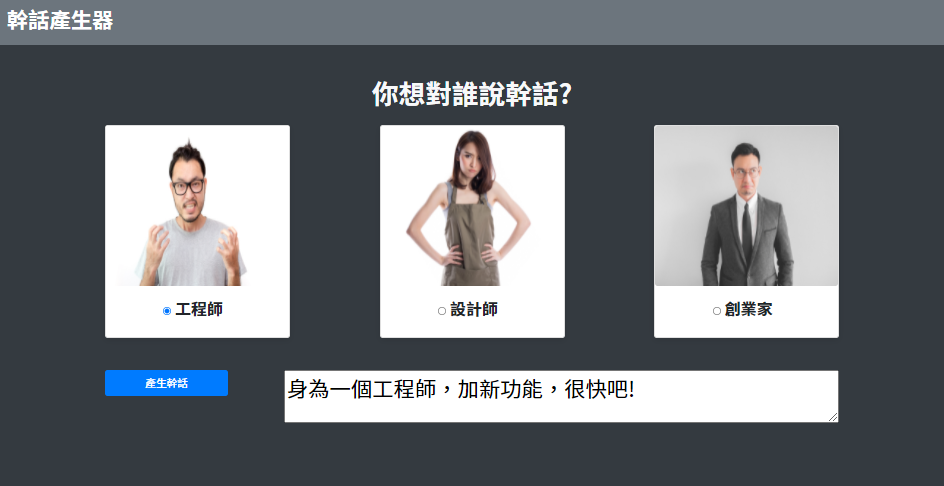 幹話產生器
你想對誰說幹話?
工程師
設計師
創業家
產生幹話
身為一個工程師，加新功能，很快吧!